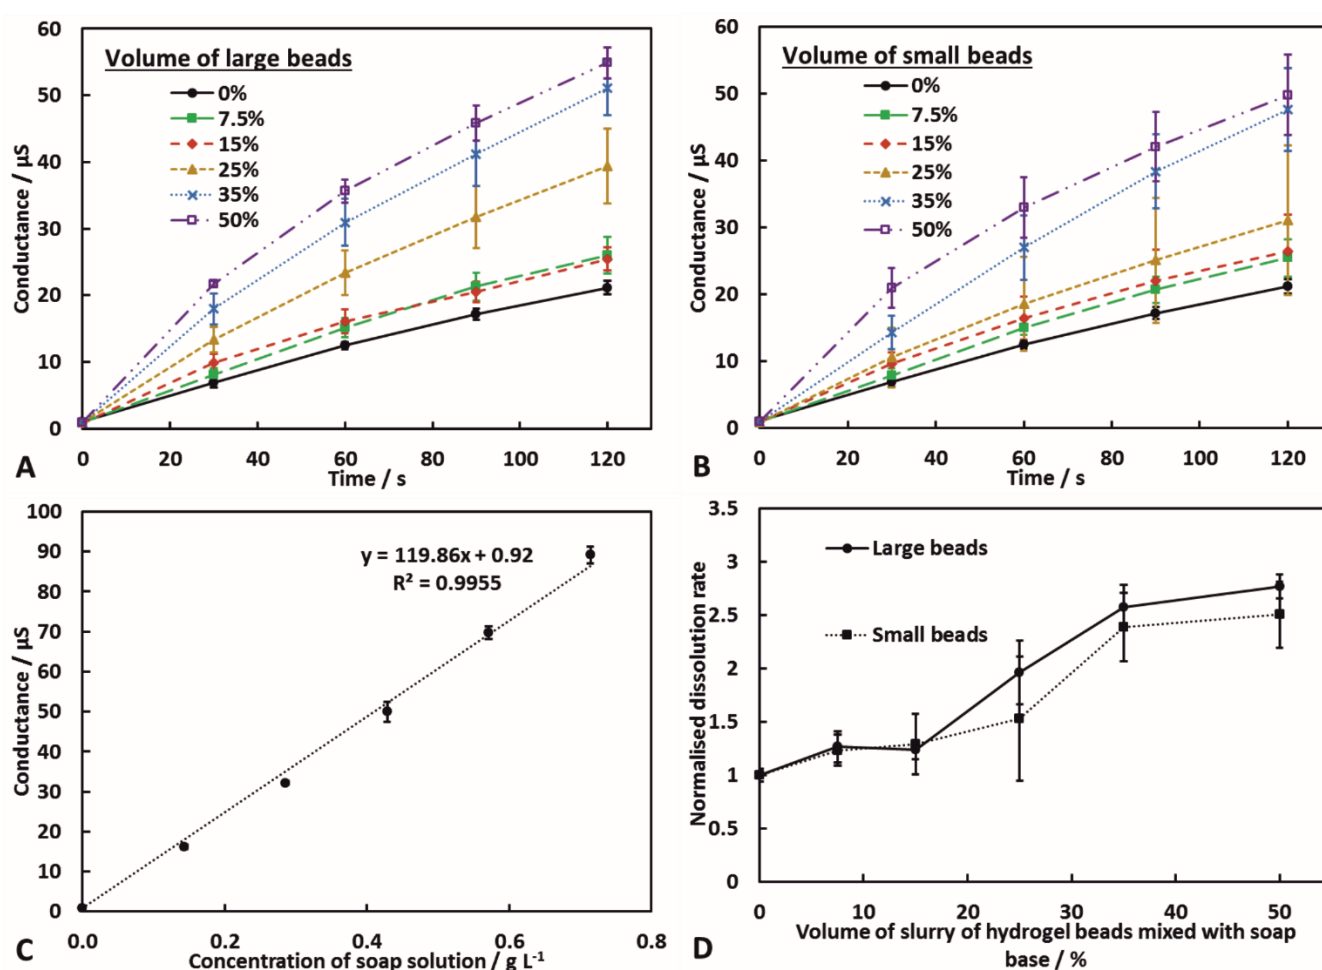 Volume of large beads
0%
7.5%
15%
25%
35%
50%
Conductance / µS
60
50
40
30
20
10
0
0 20 40 60 80 100 120
Time / s
A
Volume of small beads
0%
7.5%
15%
25%
35%
50%
Conductance / µS
60
50
40
30
20
10
0
0 20 40 60 80 100 120
Time / s
B
y = 119.86x + 0.92
R² = 0.9955
Conductance / µS
100
90
80
70
60
50
40
30
20
10
0
0.0 0.2 0.4 0.6 0.8
Concentration of soap solution / g L⁻¹
C
Large beads
Small beads
Normalised dissolution rate
3.5
3
2.5
2
1.5
1
0.5
0
0 10 20 30 40 50
Volume of slurry of hydrogel beads mixed with soap
base / %
D